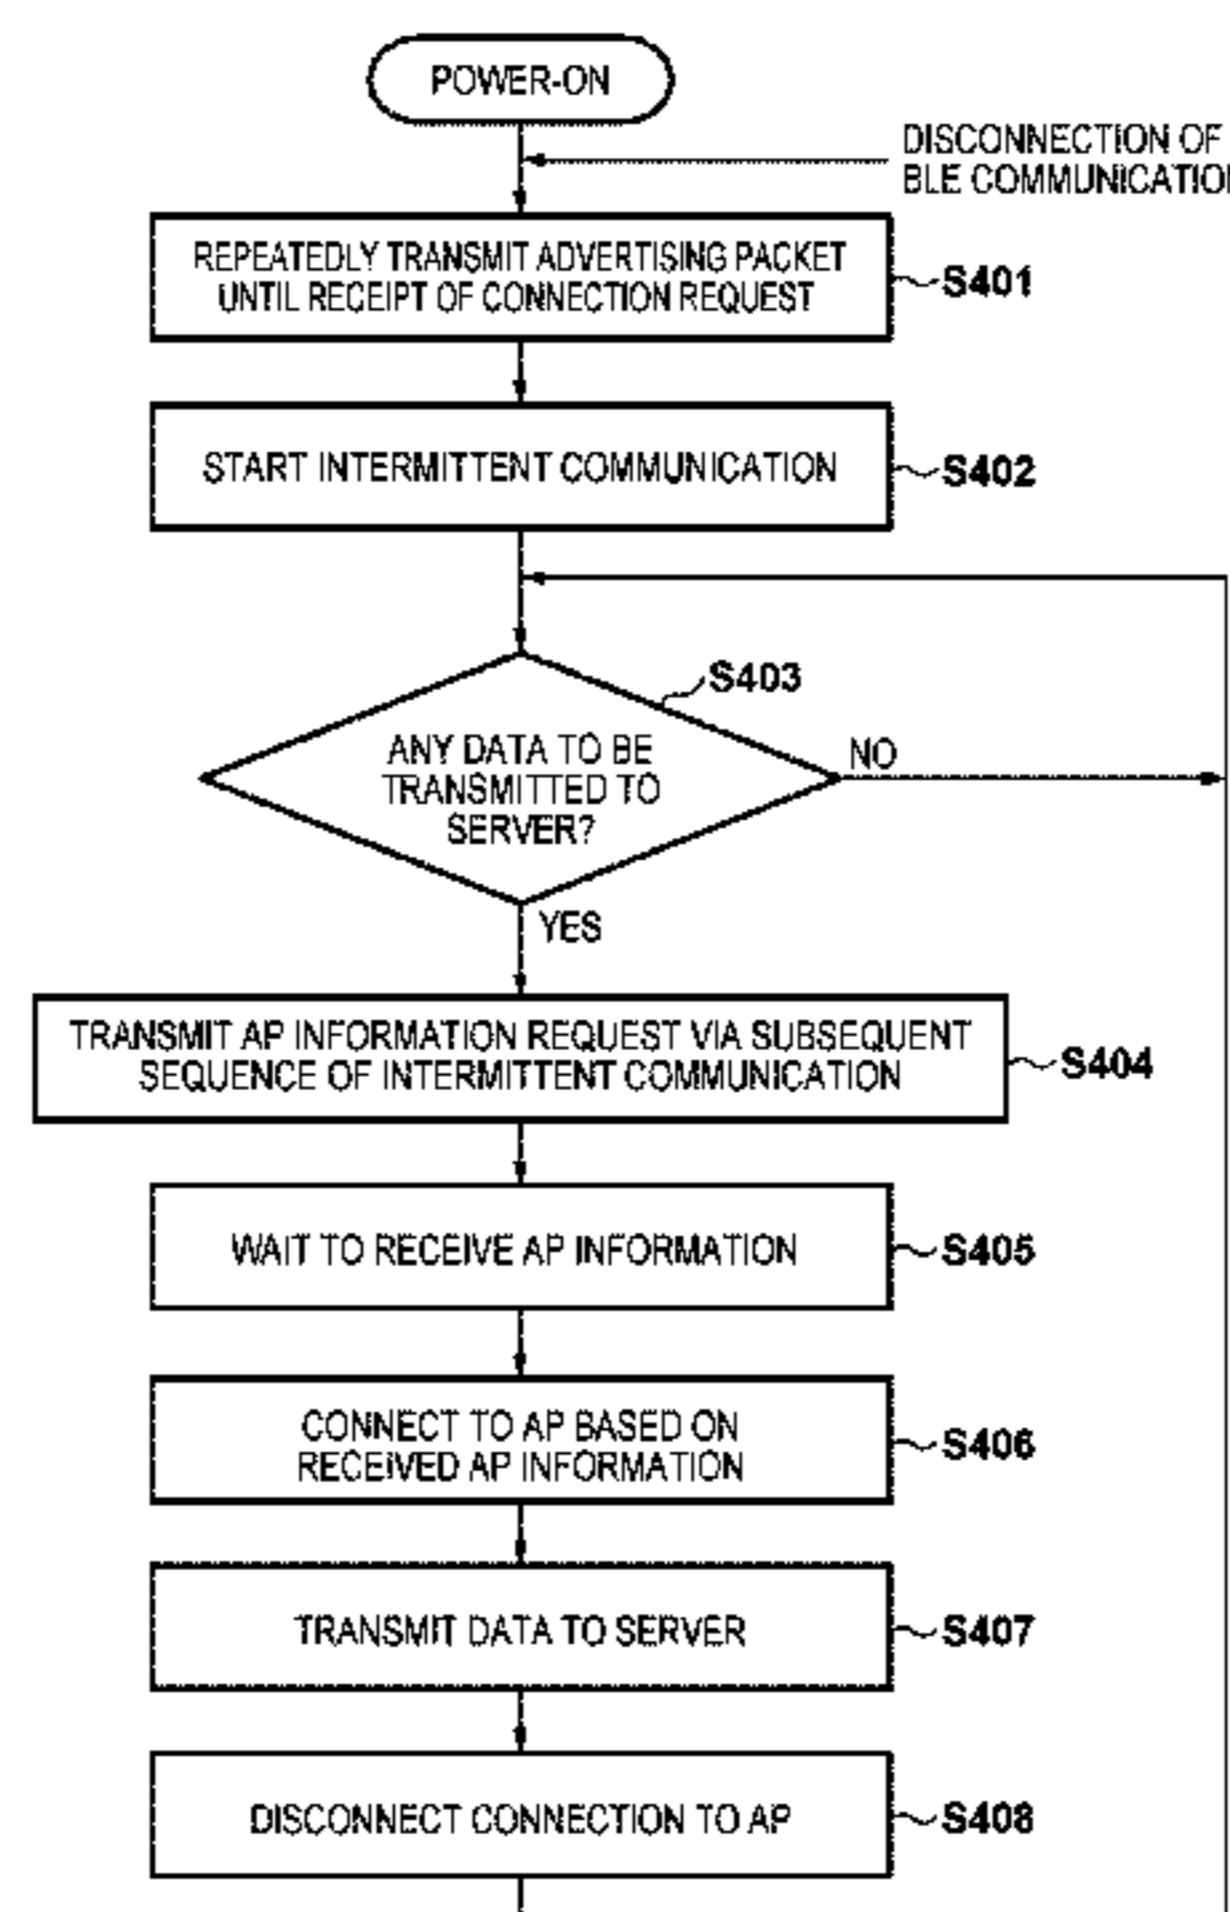 POWER-ON
DISCONNECTION OF
BLE COMMUNICATION
REPEATEDLY TRANSMIT ADVERTISING PACKET
UNTIL RECEIPT OF CONNECTION REQUEST
S401
START INTERMITTENT COMMUNICATION
S402
S403
ANY DATA TO BE
TRANSMITTED TO
SERVER?
NO
YES
TRANSMIT AP INFORMATION REQUEST VIA SUBSEQUENT
SEQUENCE OF INTERMITTENT COMMUNICATION
S404
WAIT TO RECEIVE AP INFORMATION
S405
CONNECT TO AP BASED ON
RECEIVED AP INFORMATION
S406
TRANSMIT DATA TO SERVER
S407
DISCONNECT CONNECTION TO AP
S408